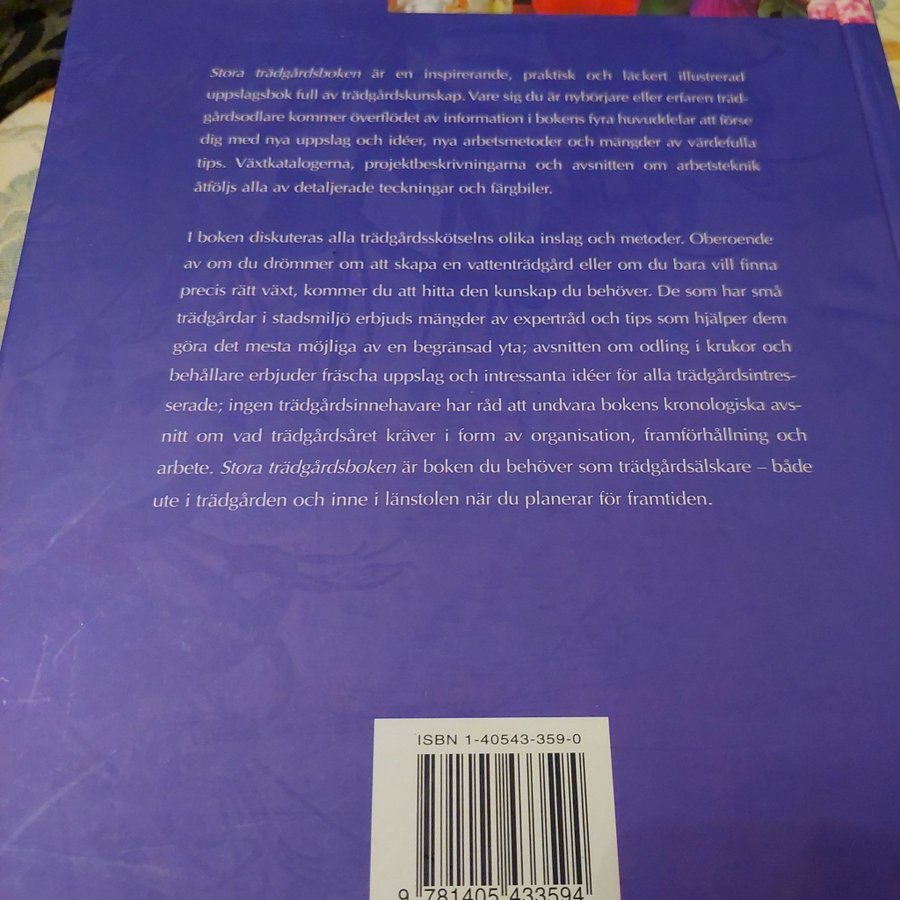 Stora trädgårdsboken är en inspirerande, praktisk och läckert illustrerad
uppslagsbok full av trädgårdskunskap. Vare sig du är nybörjare eller erfaren träd-
gårdsodlare kommer överflödet av information i bokens fyra huvuddelar att förse
dig med nya uppslag och idéer, nya arbetsmetoder och mängder av värdefulla
tips. Växtkatalogerna, projektbeskrivningarna och avsnitten om arbetsteknik
åtföljs alla av detaljerade teckningar och färgbiler.
I boken diskuteras alla trädgårdsskötselns olika inslag och metoder. Oberoende
av om du drömmer om att skapa en vattenträdgård eller om du bara vill finna
precis rätt växt, kommer du att hitta den kunskap du behöver. De som har små
trädgårdar i stadsmiljö erbjuds mängder av expertråd och tips som hjälper dem
göra det mesta möjliga av en begränsad yta; avsnitten om odling i krukor och
behållare erbjuder fräscha uppslag och intressanta idéer för alla trädgårdsintres-
serade; ingen trädgårdsinnehavare har råd att undvara bokens kronologiska avs-
nitt om vad trädgårdsåret kräver i form av organisation, framförhållning och
arbete. Stora trädgårdsboken är boken du behöver som trädgårdsälskare – både
ute i trädgården och inne i länstolen när du planerar för framtiden.
ISBN 1-40543-359-0
9 781405 433594